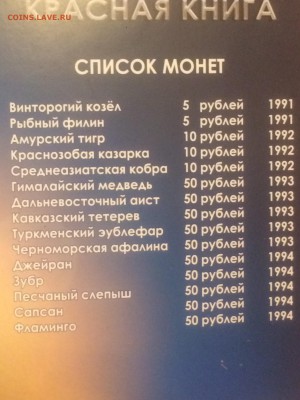 COINS.LAVE.RU
КРАСНАЯ КНИГА
СПИСОК МОНЕТ
Винторогий козёл 5 рублей 1991
Рыбный филин 5 рублей 1991
Амурский тигр 10 рублей 1992
Краснозобая казарка 10 рублей 1992
Среднеазиатская кобра 10 рублей 1992
Гималайский медведь 50 рублей 1993
Дальневосточный аист 50 рублей 1993
Кавказский тетерев 50 рублей 1993
Туркменский эублефар 50 рублей 1993
Черноморская афалина 50 рублей 1993
Джейран 50 рублей 1994
Зубр 50 рублей 1994
Песчаный слепыш 50 рублей 1994
Сапсан 50 рублей 1994
Фламинго 50 рублей 1994